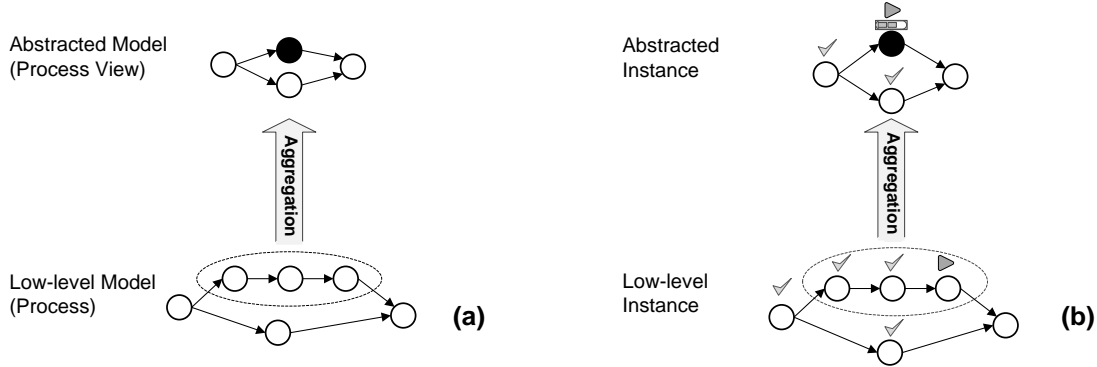 Abstracted Model
(Process View)
Aggregation
Low-level Model
(Process)
(a)
Abstracted
Instance
Aggregation
Low-level
Instance
(b)